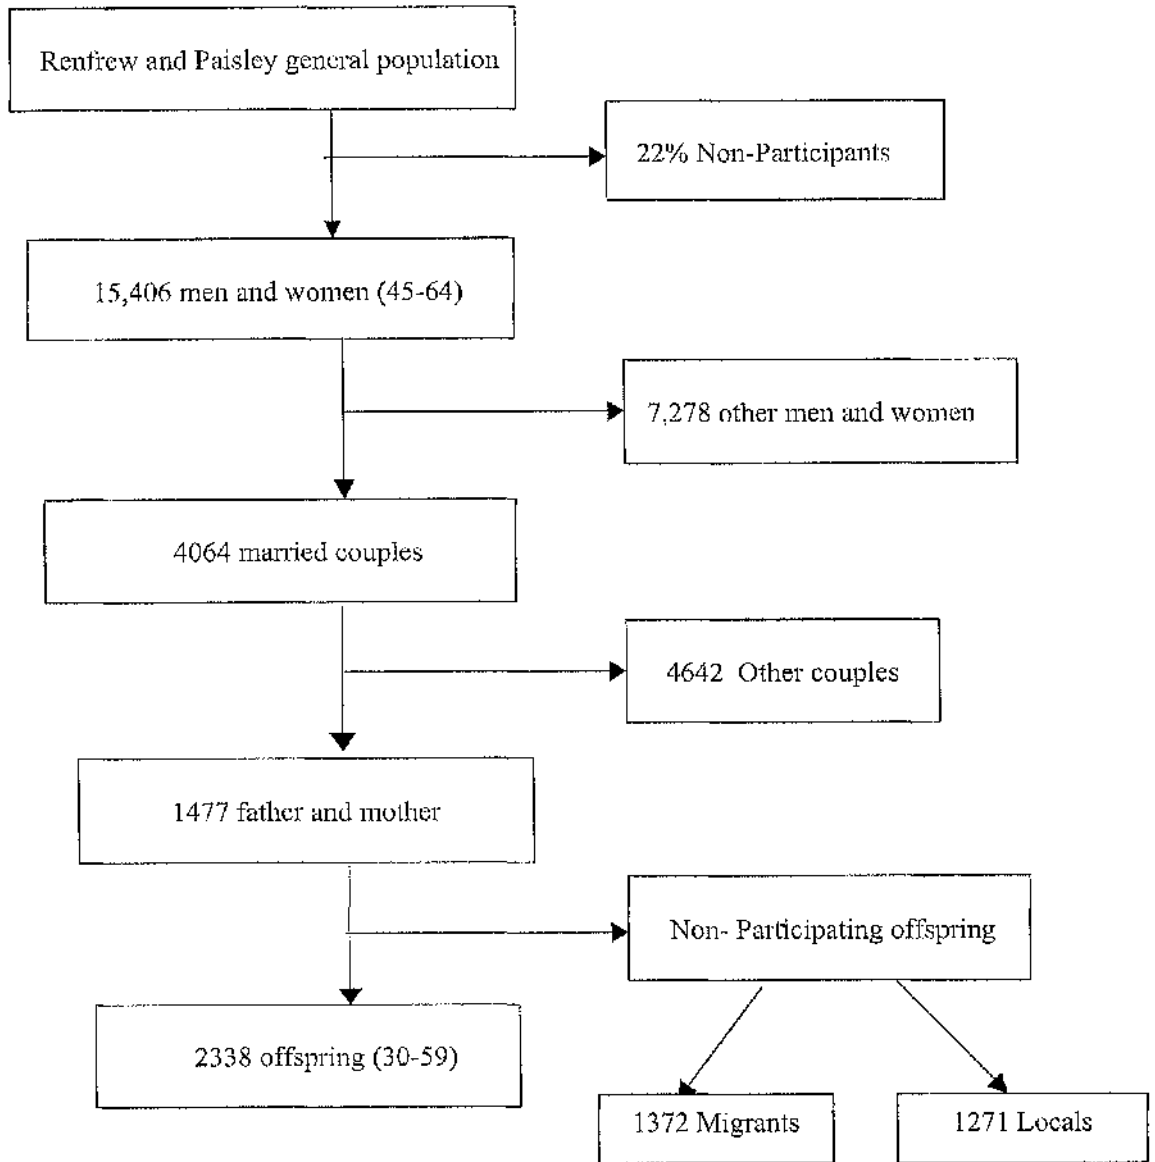 Renfrew and Paisley general population
22% Non-Participants
15,406 men and women (45-64)
7,278 other men and women
4064 married couples
4642 Other couples
1477 father and mother
Non- Participating offspring
2338 offspring (30-59)
1372 Migrants
1271 Locals